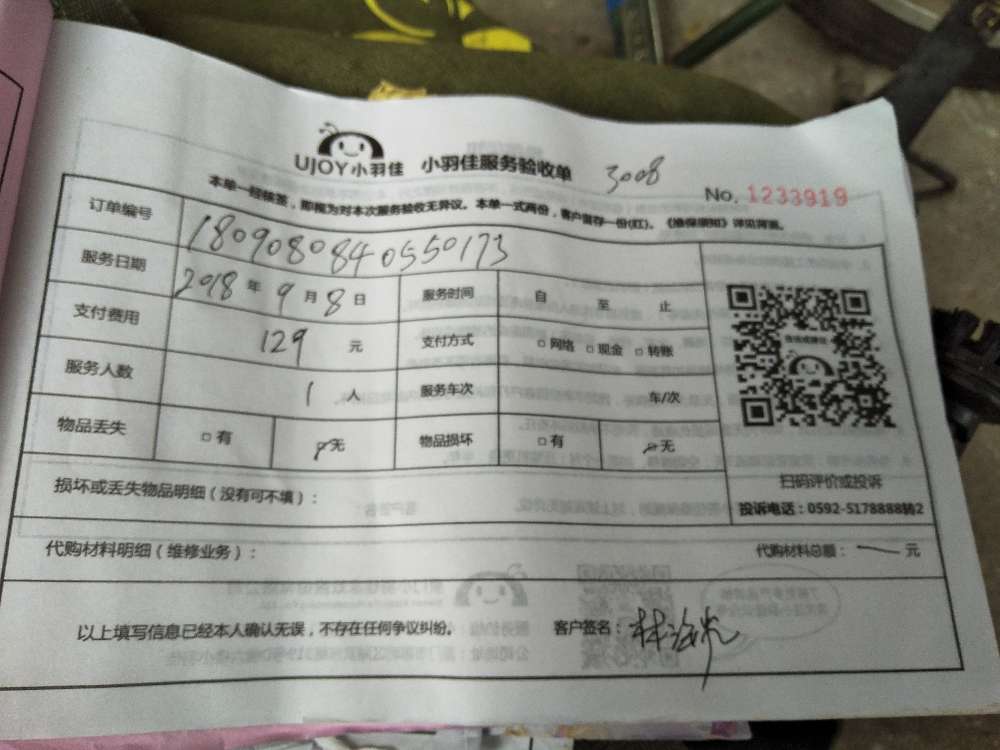 UJOY小羽佳 小羽佳服务验收单 3008
No. 1233919
本单一经核签，即视为对本次服务验收无异议。本单一式两份，客户留存一份(红)。《维保须知》详见背面。
订单编号 1809080840550173
服务日期 2018年9月8日 服务时间 自 至 止
支付费用 129 元 支付方式 □网络 □现金 □转账
服务人数 1 人 服务车次 车/次
物品丢失 □有 无 物品损坏 □有 无
扫码评价或投诉
损坏或丢失物品明细（没有可不填）：
投诉电话：0592-5178888转2
代购材料明细（维修业务）： 代购材料总额： 元
以上填写信息已经本人确认无误，不存在任何争议纠纷。 客户签名：